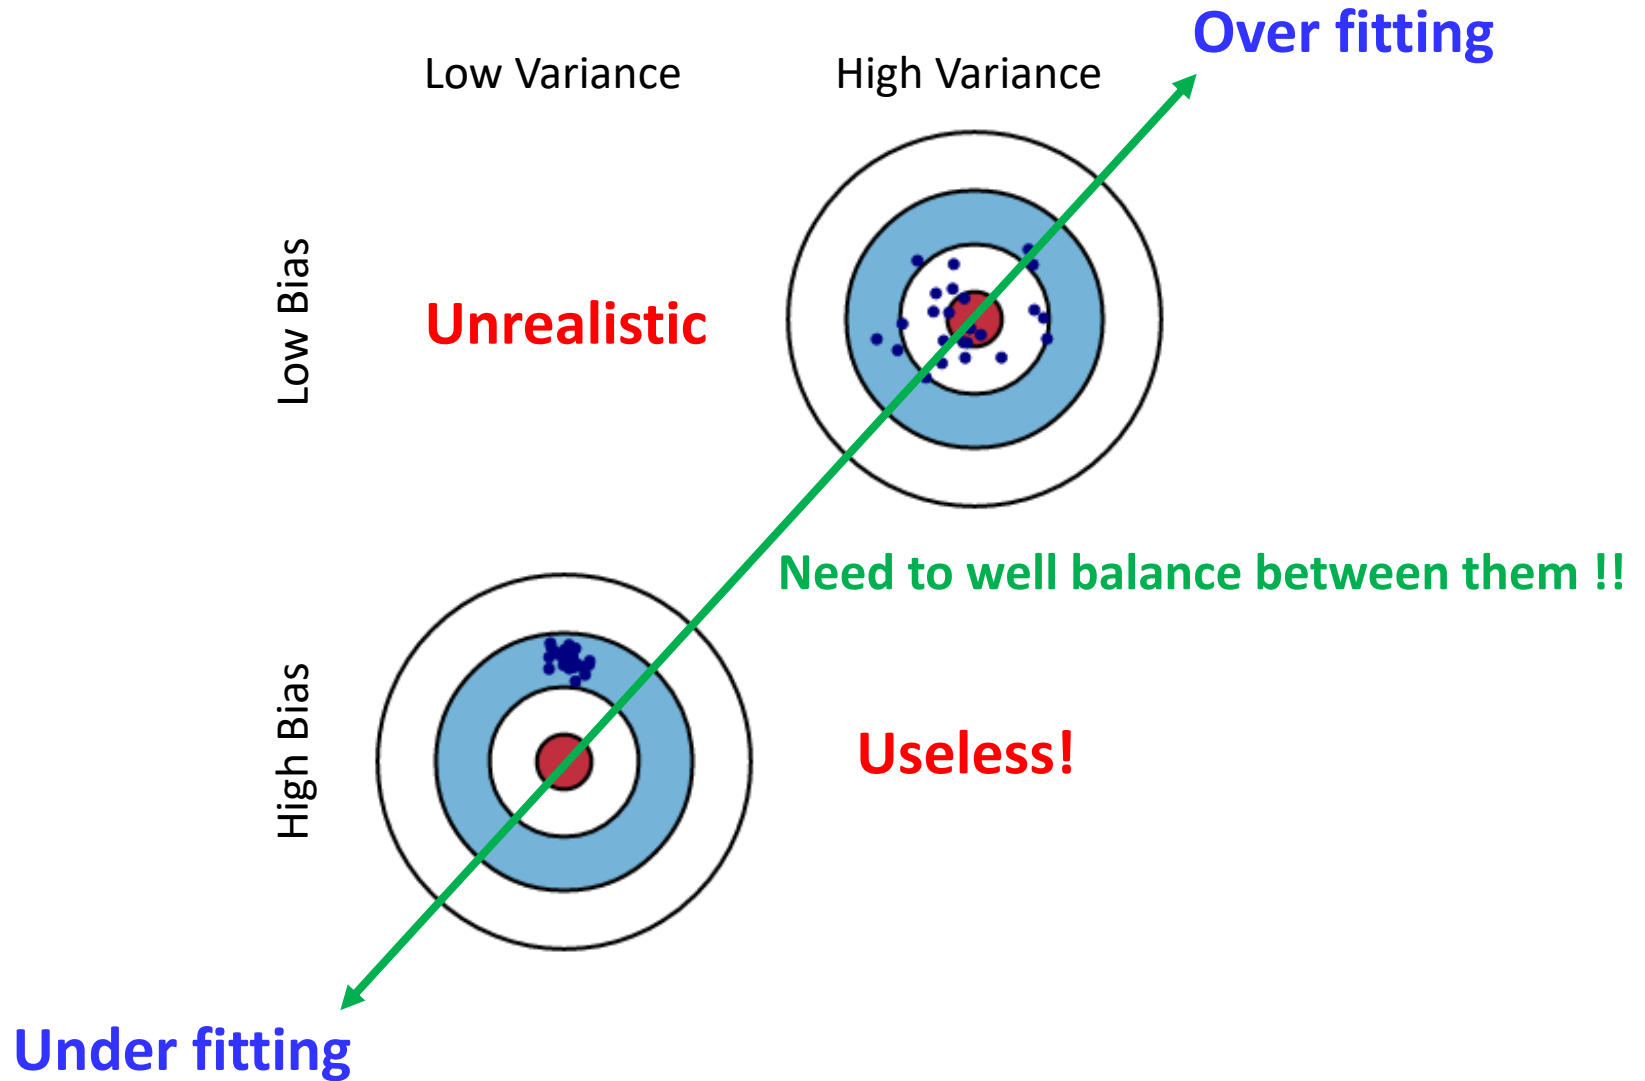 Over fitting
Low Variance
High Variance
Low Bias
Unrealistic
Need to well balance between them !!
High Bias
Useless!
Under fitting